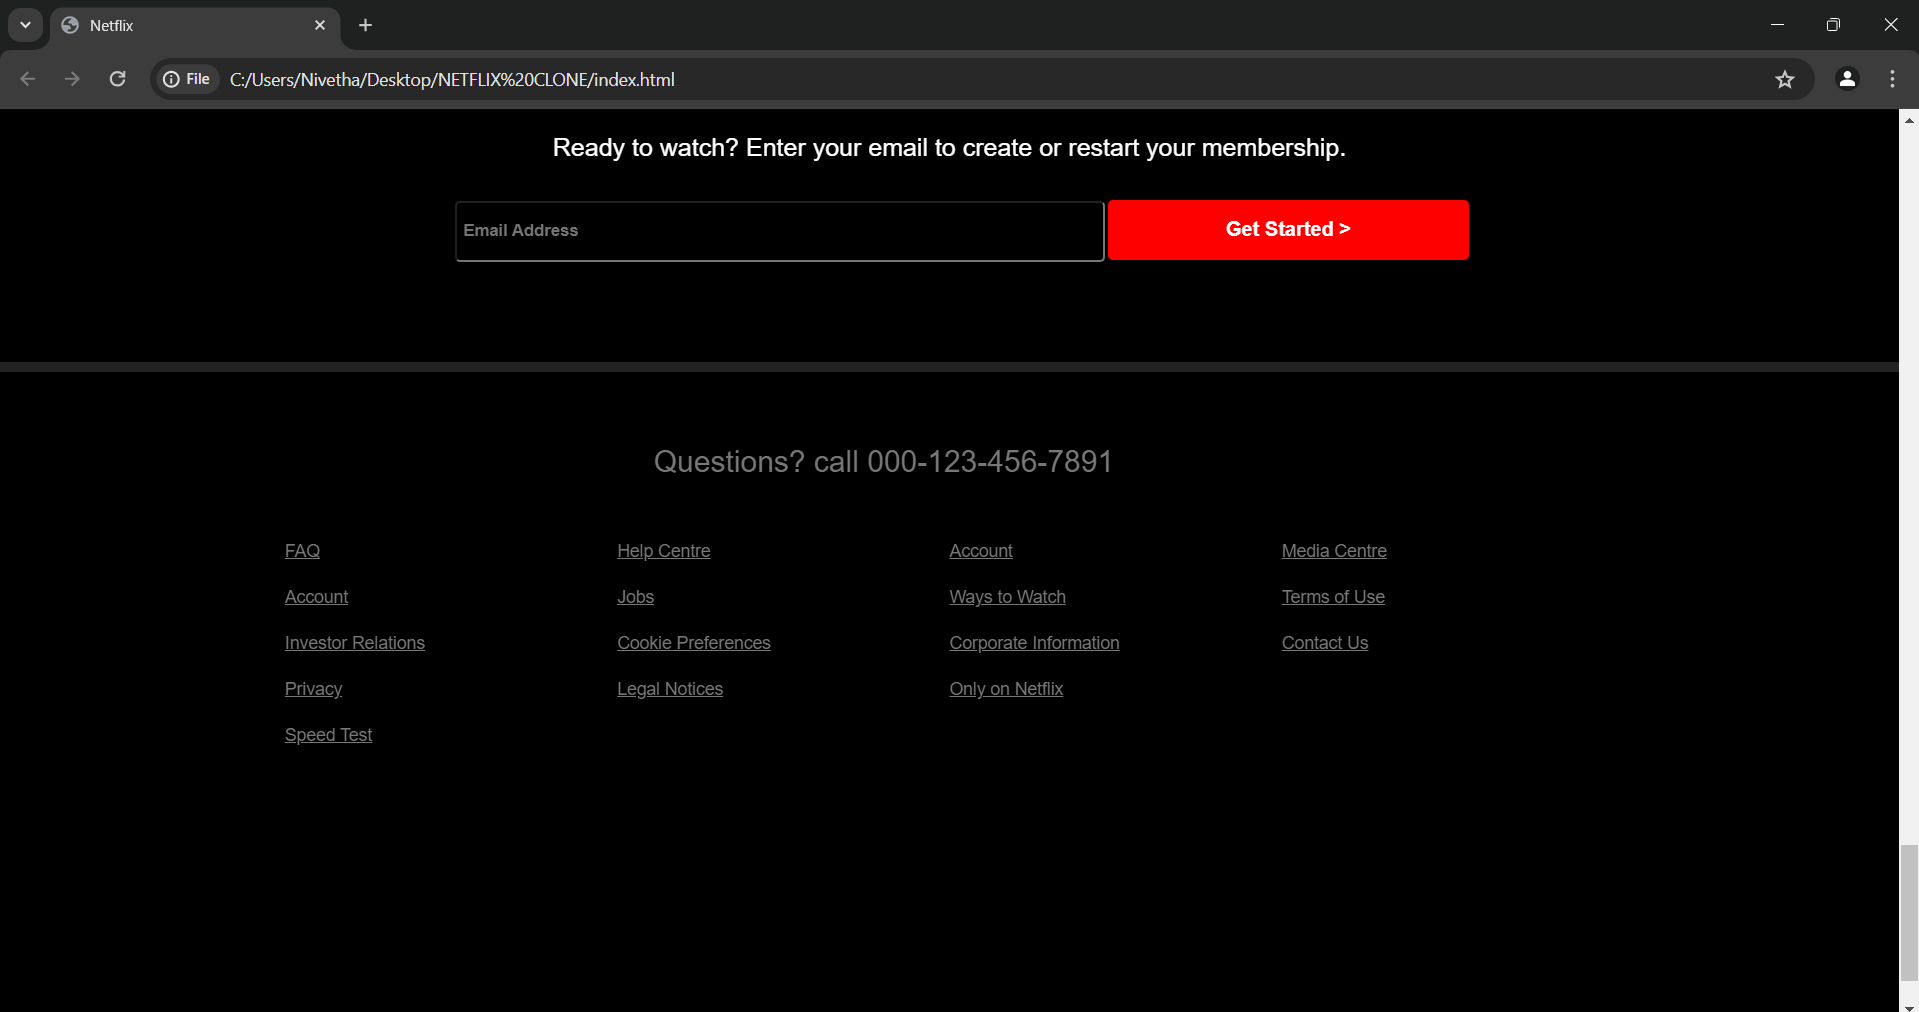 Netflix
File C:/Users/Nivetha/Desktop/NETFLIX%20CLONE/index.html
Ready to watch? Enter your email to create or restart your membership.
Email Address Get Started >
Questions? call 000-123-456-7891
FAQ Help Centre Account Media Centre
Account Jobs Ways to Watch Terms of Use
Investor Relations Cookie Preferences Corporate Information Contact Us
Privacy Legal Notices Only on Netflix
Speed Test